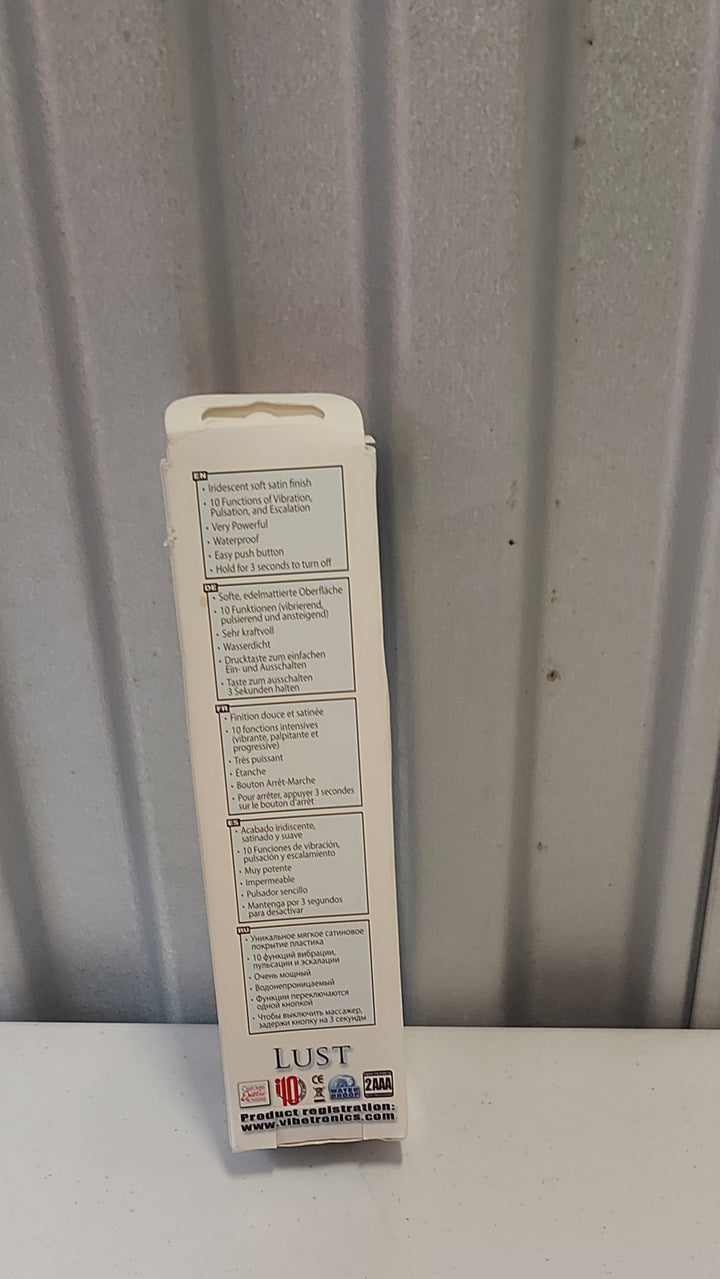 EN
• Iridescent soft satin finish
• 10 Functions of Vibration,
Pulsation, and Escalation
• Very Powerful
• Waterproof
• Easy push button
• Hold for 3 seconds to turn off
DE
• Softe, edelmattierte Oberfläche
• 10 Funktionen (vibrierend,
pulsierend und ansteigend)
• Sehr kraftvoll
• Wasserdicht
• Drucktaste zum einfachen
Ein- und Ausschalten
• Taste zum ausschalten
3 Sekunden halten
FR
• Finition douce et satinée
• 10 fonctions intensives
(vibrante, palpitante et
progressive)
• Très puissant
• Étanche
• Bouton Arrêt-Marche
• Pour arrêter, appuyer 3 secondes
sur le bouton d'arrêt
ES
• Acabado iridiscente,
satinado y suave
• 10 Funciones de vibración,
pulsación y escalamiento
• Muy potente
• Impermeable
• Pulsador sencillo
• Mantenga por 3 segundos
para desactivar
RU
• Уникальное мягкое сатиновое
покрытие пластика
• 10 функций вибрации,
пульсации и эскалации
• Очень мощный
• Водонепроницаемый
• Функции переключаются
одной кнопкой
• Чтобы выключить массажер,
задержи кнопку на 3 секунды
LUST
i10
CE
WATER
PROOF
2AAA
Product registration:
www.vibetronics.com